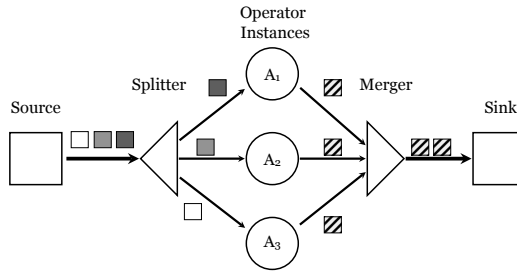 Operator
Instances
Splitter
Merger
Source
Sink
A₁
A₂
A₃